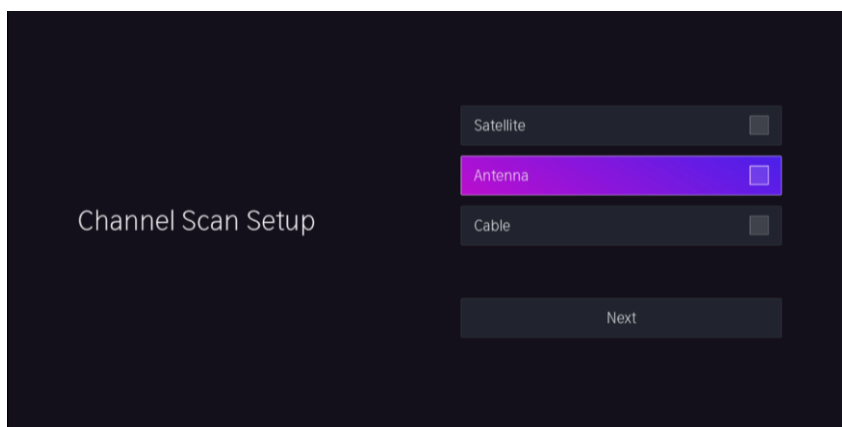 Channel Scan Setup
Satellite
Antenna
Cable
Next